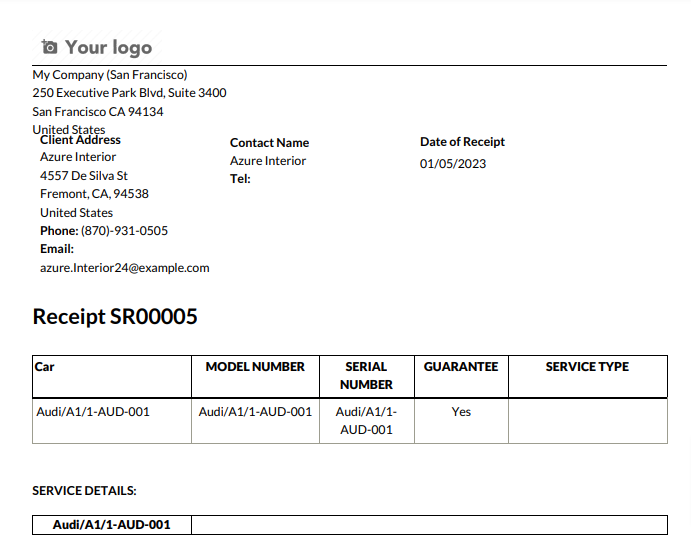 Your logo
My Company (San Francisco)
250 Executive Park Blvd, Suite 3400
San Francisco CA 94134
United States
Client Address
Azure Interior
4557 De Silva St
Fremont, CA, 94538
United States
Phone: (870)-931-0505
Email:
azure.Interior24@example.com
Contact Name
Azure Interior
Tel:
Date of Receipt
01/05/2023
Receipt SR00005
Car MODEL NUMBER SERIAL GUARANTEE SERVICE TYPE
NUMBER
Audi/A1/1-AUD-001 Audi/A1/1-AUD-001 Audi/A1/1- Yes
AUD-001
SERVICE DETAILS:
Audi/A1/1-AUD-001